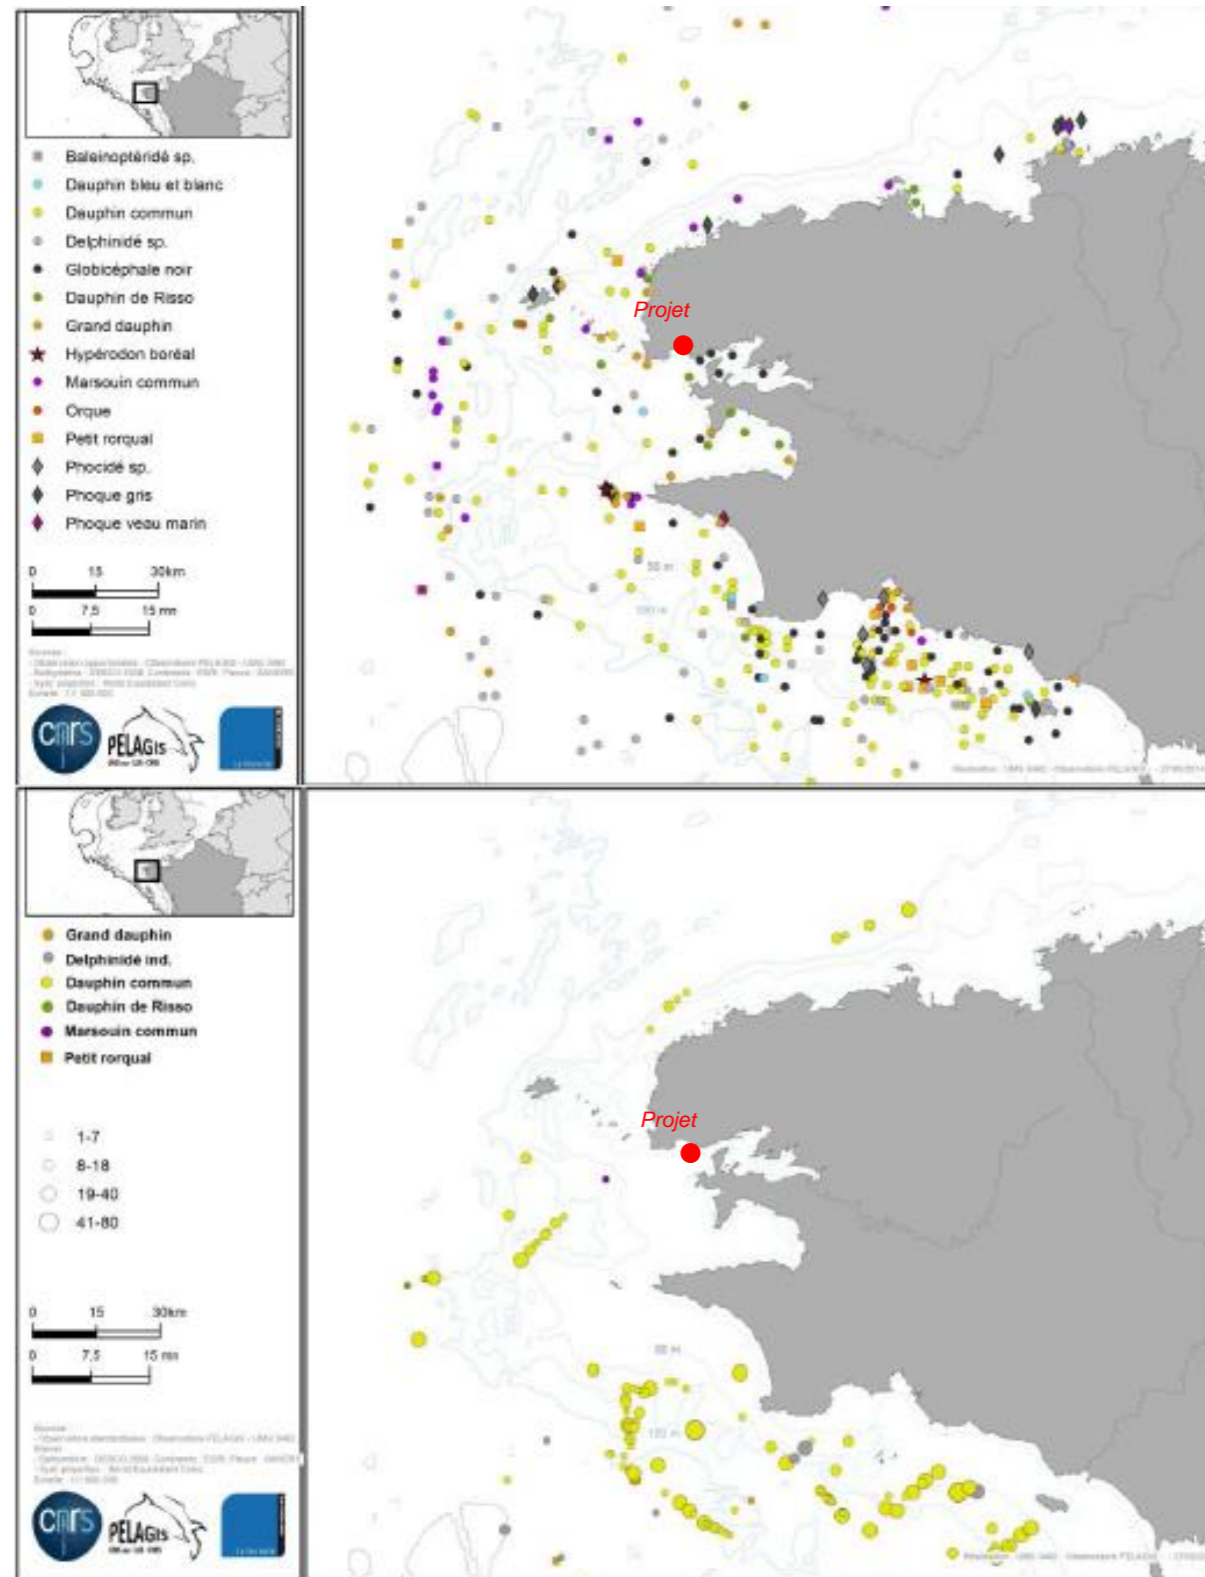 Baleinoptéridé sp.
Dauphin bleu et blanc
Dauphin commun
Delphinidé sp.
Globicéphale noir
Dauphin de Risso
Grand dauphin
Hypérodon boréal
Marsouin commun
Orque
Petit rorqual
Phocidé sp.
Phoque gris
Phoque veau marin
0 15 30km
0 7,5 15 mn
cnrs
PELAGIS
Projet
50 m
100 m
Grand dauphin
Delphinidé ind.
Dauphin commun
Dauphin de Risso
Marsouin commun
Petit rorqual
1-7
8-18
19-40
41-80
0 15 30km
0 7,5 15 mn
cnrs
PELAGIS
Projet
50 m
100 m